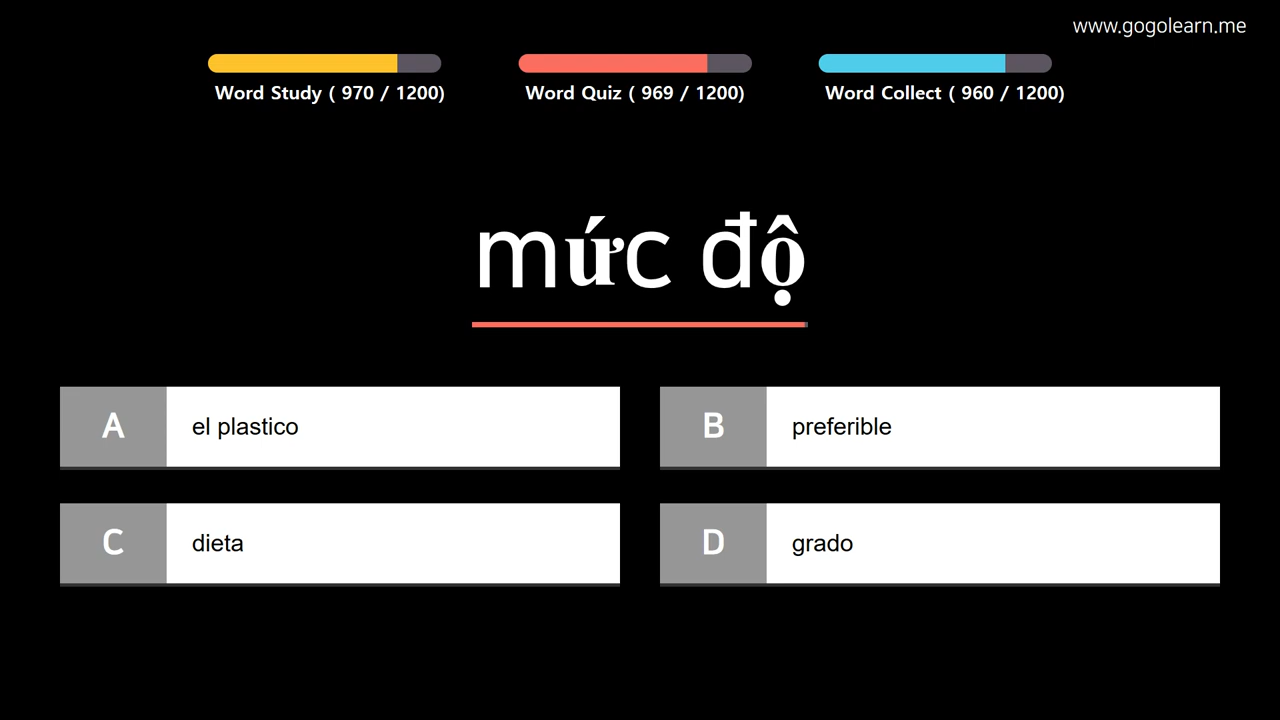 www.gogolearn.me
Word Study ( 970 / 1200)
Word Quiz ( 969 / 1200)
Word Collect ( 960 / 1200)
mức độ
A el plastico
B preferible
C dieta
D grado